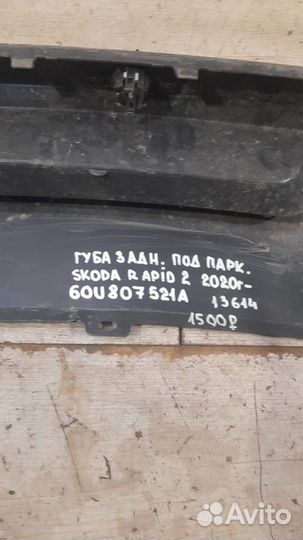 ГУБА ЗАДН. ПОД ПАРК.
SKODA RAPID 2 2020г-
60U807521A 13614
1500₽
Avito